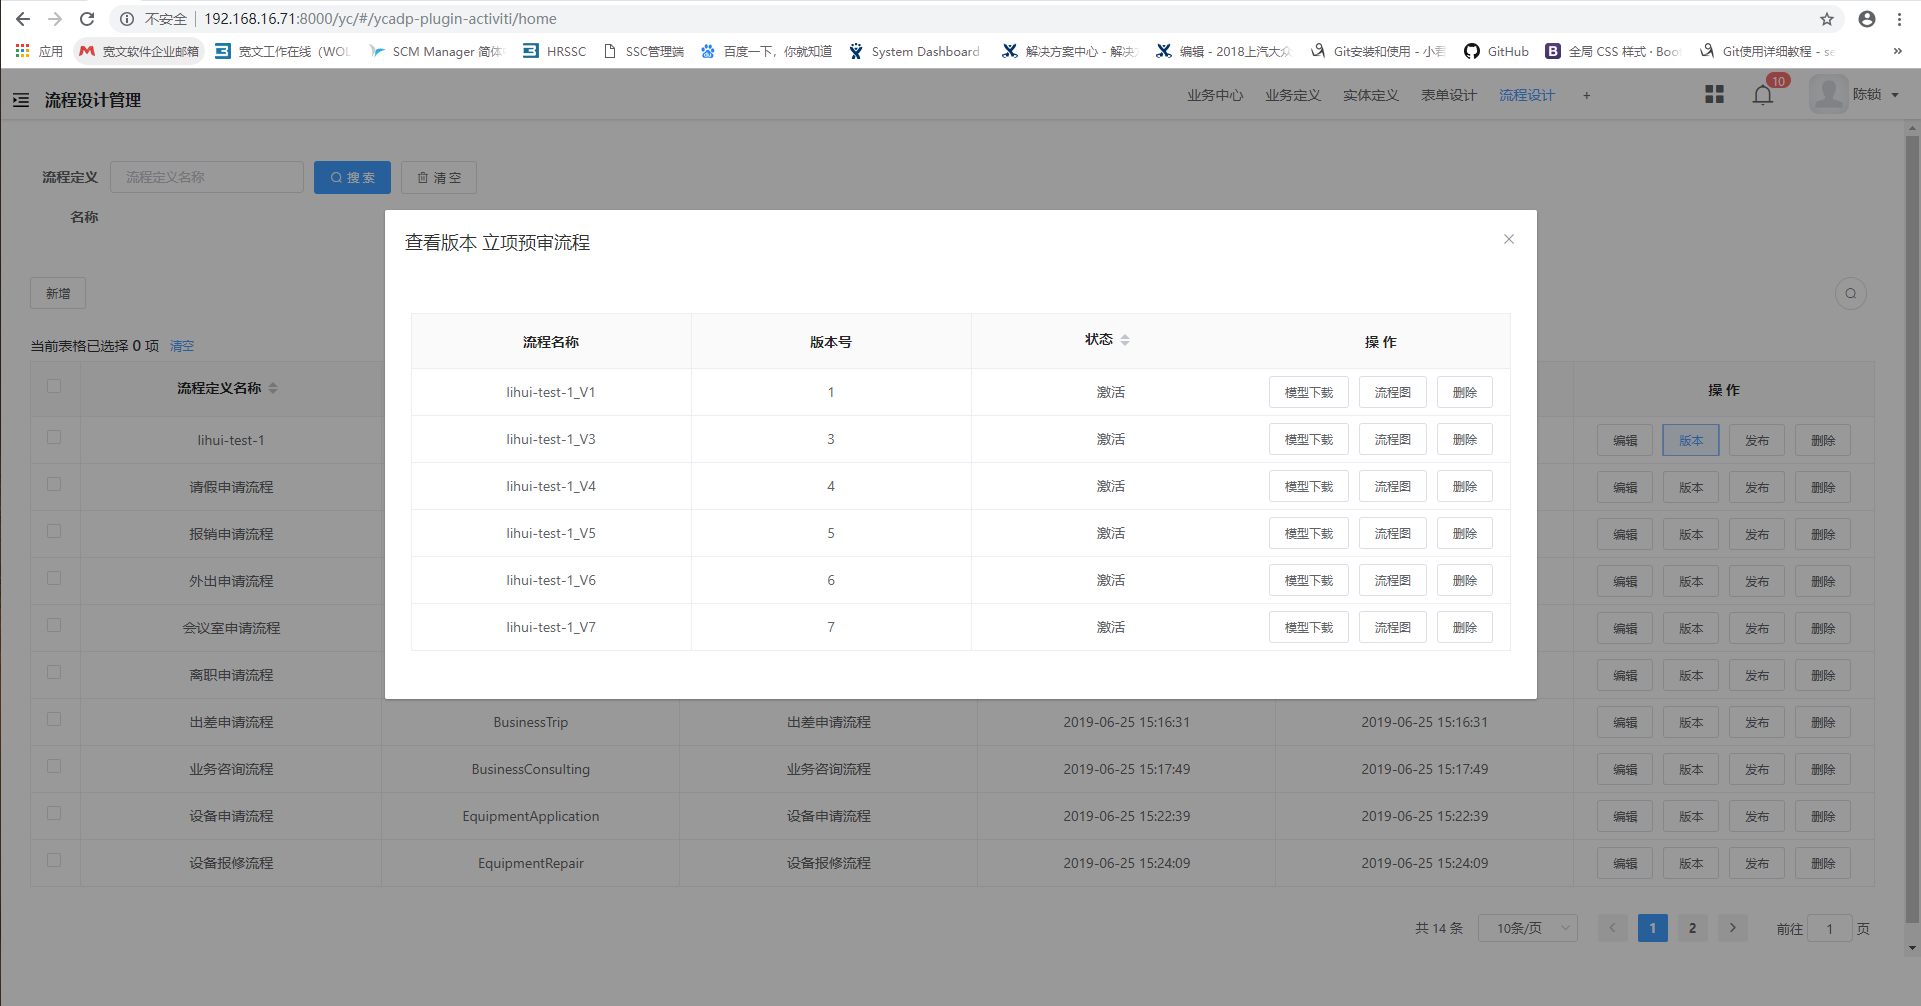 不安全 192.168.16.71:8000/yc/#/ycadp-plugin-activiti/home
应用 宽文软件企业邮箱 宽文工作在线 (WOL SCM Manager 简体 HRSSC SSC管理端 百度一下，你就知道 System Dashboard 解决方案中心 - 解决 编辑 - 2018上汽大众 Git安装和使用 - 小君 GitHub 全局 CSS 样式 · Boo Git使用详细教程 - se »
流程设计管理 业务中心 业务定义 实体定义 表单设计 流程设计 + 10 陈锁
流程定义名称 流程定义名称 搜 索 清 空
查看版本 立项预审流程
新增
流程名称 版本号 状态 操 作
lihui-test-1_V1 1 激活 模型下载 流程图 删除
lihui-test-1_V3 3 激活 模型下载 流程图 删除
lihui-test-1_V4 4 激活 模型下载 流程图 删除
lihui-test-1_V5 5 激活 模型下载 流程图 删除
lihui-test-1_V6 6 激活 模型下载 流程图 删除
lihui-test-1_V7 7 激活 模型下载 流程图 删除
当前表格已选择 0 项 清空
流程定义名称 操 作
lihui-test-1 编辑 版本 发布 删除
请假申请流程 编辑 版本 发布 删除
报销申请流程 编辑 版本 发布 删除
外出申请流程 编辑 版本 发布 删除
会议室申请流程 编辑 版本 发布 删除
离职申请流程 编辑 版本 发布 删除
出差申请流程 BusinessTrip 出差申请流程 2019-06-25 15:16:31 2019-06-25 15:16:31 编辑 版本 发布 删除
业务咨询流程 BusinessConsulting 业务咨询流程 2019-06-25 15:17:49 2019-06-25 15:17:49 编辑 版本 发布 删除
设备申请流程 EquipmentApplication 设备申请流程 2019-06-25 15:22:39 2019-06-25 15:22:39 编辑 版本 发布 删除
设备报修流程 EquipmentRepair 设备报修流程 2019-06-25 15:24:09 2019-06-25 15:24:09 编辑 版本 发布 删除
共 14 条 10条/页 1 2 前往 1 页